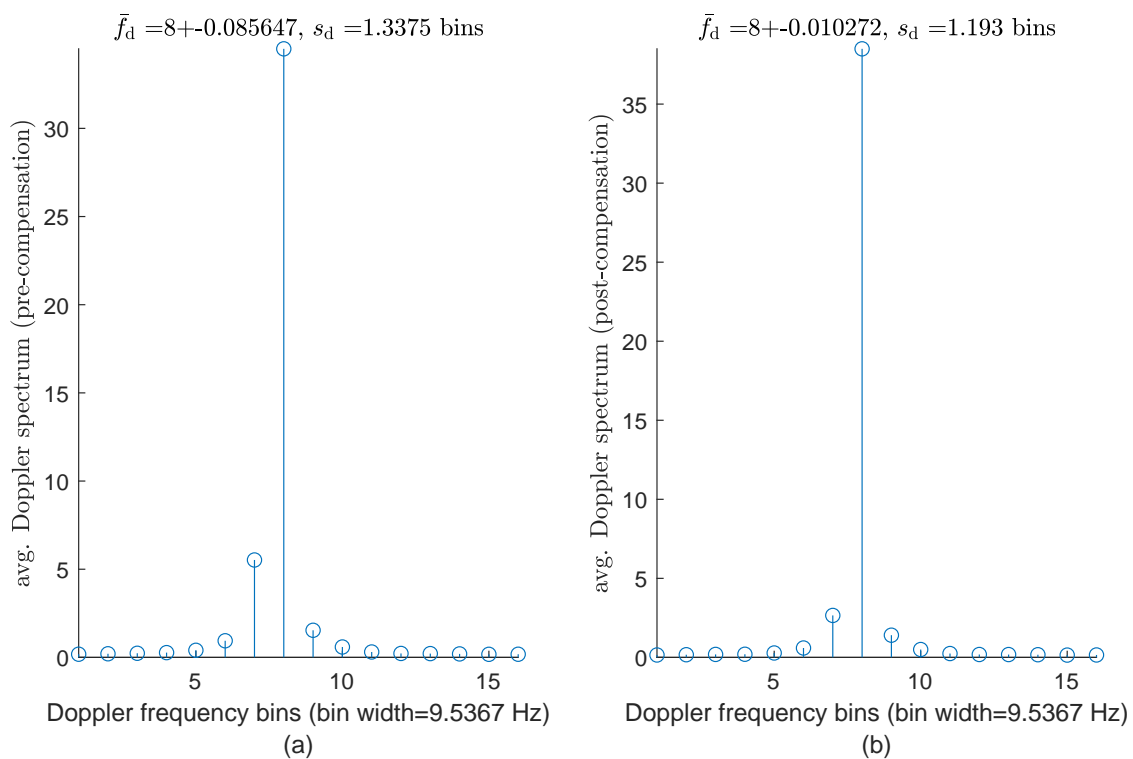 f̄d =8+-0.085647, sd =1.3375 bins
avg. Doppler spectrum (pre-compensation)
30
25
20
15
10
5
0
5 10 15
Doppler frequency bins (bin width=9.5367 Hz)
(a)
f̄d =8+-0.010272, sd =1.193 bins
avg. Doppler spectrum (post-compensation)
35
30
25
20
15
10
5
0
5 10 15
Doppler frequency bins (bin width=9.5367 Hz)
(b)